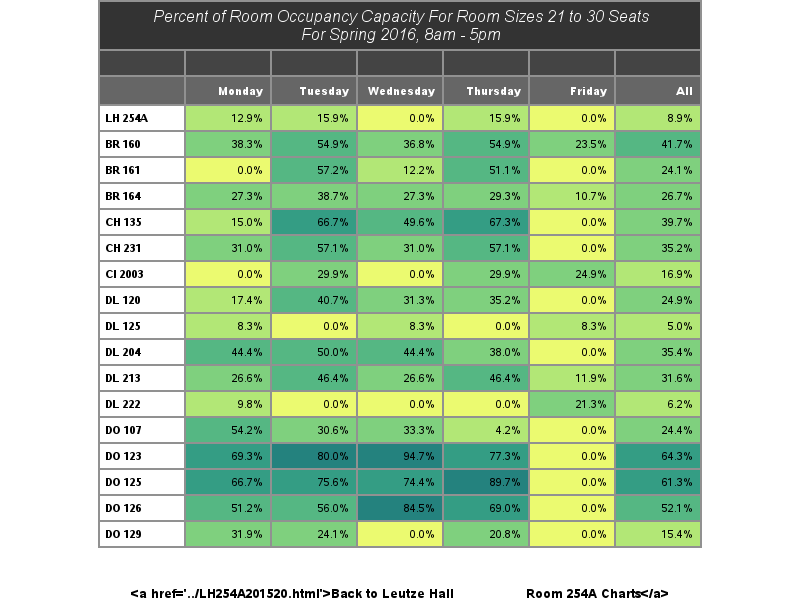 Percent of Room Occupancy Capacity For Room Sizes 21 to 30 Seats
For Spring 2016, 8am - 5pm
Monday Tuesday Wednesday Thursday Friday All
LH 254A 12.9% 15.9% 0.0% 15.9% 0.0% 8.9%
BR 160 38.3% 54.9% 36.8% 54.9% 23.5% 41.7%
BR 161 0.0% 57.2% 12.2% 51.1% 0.0% 24.1%
BR 164 27.3% 38.7% 27.3% 29.3% 10.7% 26.7%
CH 135 15.0% 66.7% 49.6% 67.3% 0.0% 39.7%
CH 231 31.0% 57.1% 31.0% 57.1% 0.0% 35.2%
CI 2003 0.0% 29.9% 0.0% 29.9% 24.9% 16.9%
DL 120 17.4% 40.7% 31.3% 35.2% 0.0% 24.9%
DL 125 8.3% 0.0% 8.3% 0.0% 8.3% 5.0%
DL 204 44.4% 50.0% 44.4% 38.0% 0.0% 35.4%
DL 213 26.6% 46.4% 26.6% 46.4% 11.9% 31.6%
DL 222 9.8% 0.0% 0.0% 0.0% 21.3% 6.2%
DO 107 54.2% 30.6% 33.3% 4.2% 0.0% 24.4%
DO 123 69.3% 80.0% 94.7% 77.3% 0.0% 64.3%
DO 125 66.7% 75.6% 74.4% 89.7% 0.0% 61.3%
DO 126 51.2% 56.0% 84.5% 69.0% 0.0% 52.1%
DO 129 31.9% 24.1% 0.0% 20.8% 0.0% 15.4%
<a href='../LH254A201520.html'>Back to Leutze Hall Room 254A Charts</a>